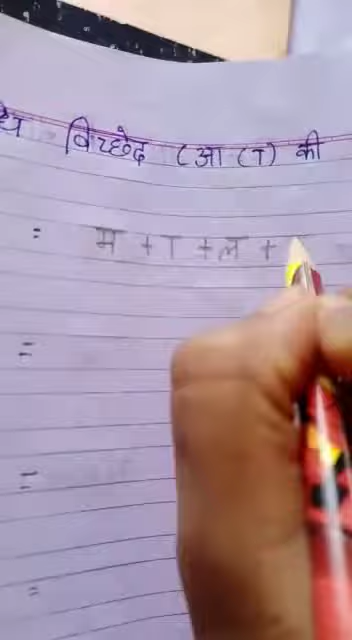 विच्छेद (आ (ा) की
= म + ा + ल +
=
=
=